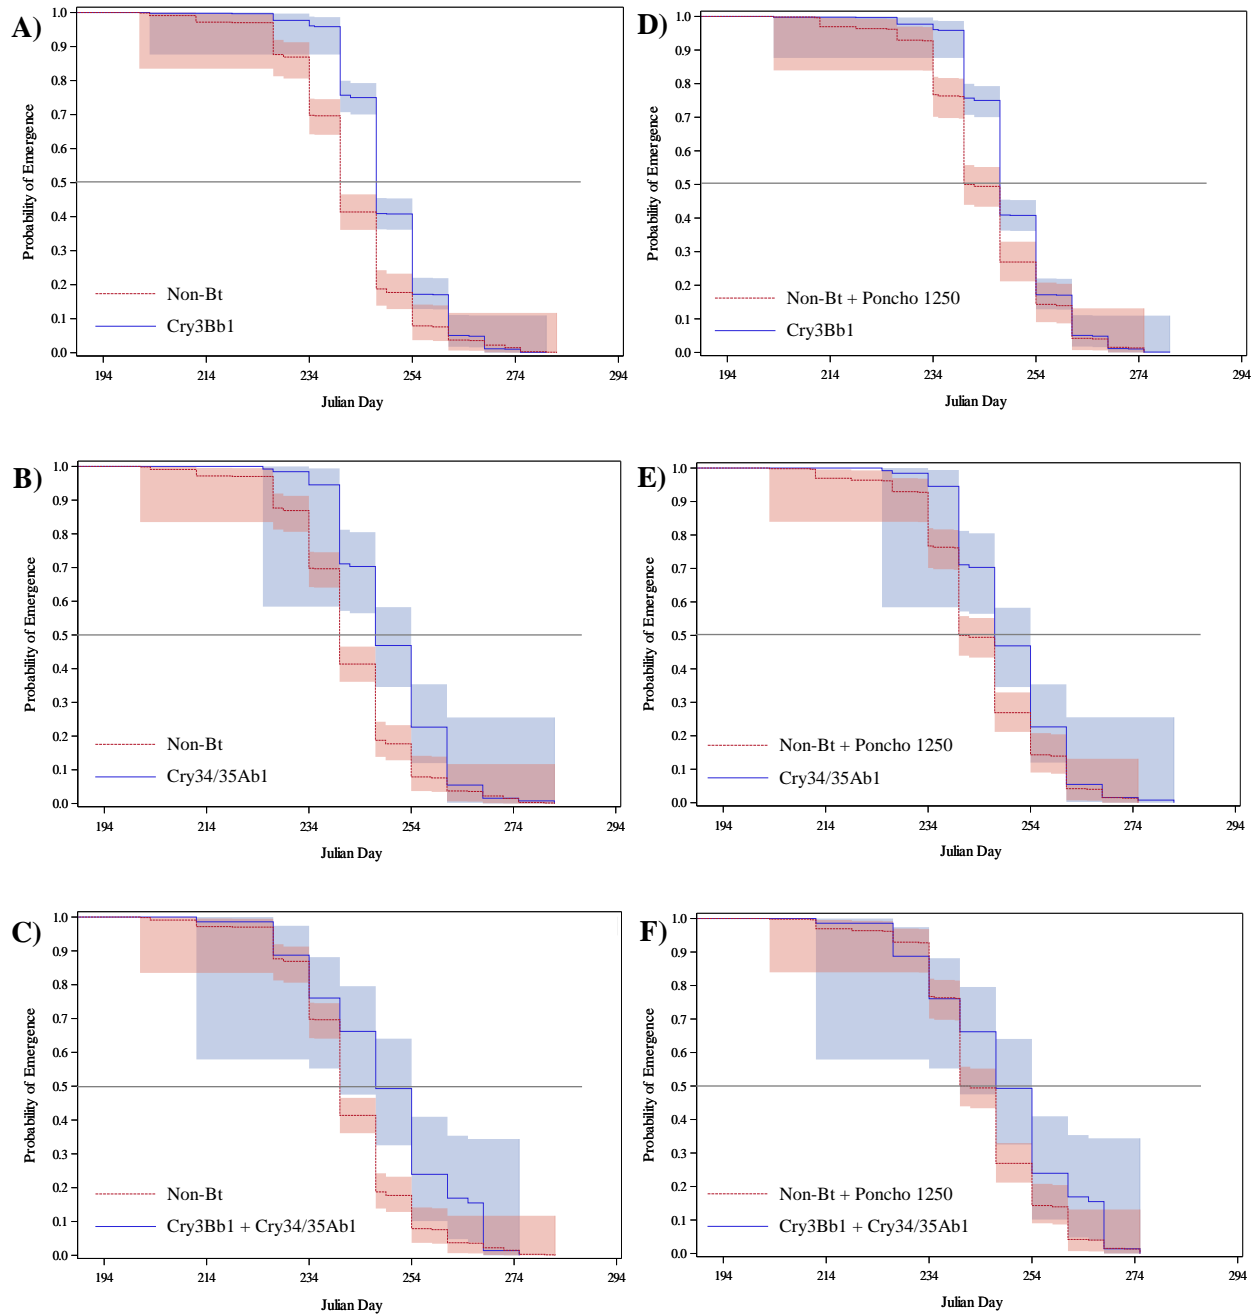 A)
Probability of Emergence
1.0
0.9
0.8
0.7
0.6
0.5
0.4
0.3
0.2
0.1
0.0
Non-Bt
Cry3Bb1
194 214 234 254 274 294
Julian Day
B)
Probability of Emergence
1.0
0.9
0.8
0.7
0.6
0.5
0.4
0.3
0.2
0.1
0.0
Non-Bt
Cry34/35Ab1
194 214 234 254 274 294
Julian Day
C)
Probability of Emergence
1.0
0.9
0.8
0.7
0.6
0.5
0.4
0.3
0.2
0.1
0.0
Non-Bt
Cry3Bb1 + Cry34/35Ab1
194 214 234 254 274 294
Julian Day
D)
Probability of Emergence
1.0
0.9
0.8
0.7
0.6
0.5
0.4
0.3
0.2
0.1
0.0
Non-Bt + Poncho 1250
Cry3Bb1
194 214 234 254 274 294
Julian Day
E)
Probability of Emergence
1.0
0.9
0.8
0.7
0.6
0.5
0.4
0.3
0.2
0.1
0.0
Non-Bt + Poncho 1250
Cry34/35Ab1
194 214 234 254 274 294
Julian Day
F)
Probability of Emergence
1.0
0.9
0.8
0.7
0.6
0.5
0.4
0.3
0.2
0.1
0.0
Non-Bt + Poncho 1250
Cry3Bb1 + Cry34/35Ab1
194 214 234 254 274 294
Julian Day